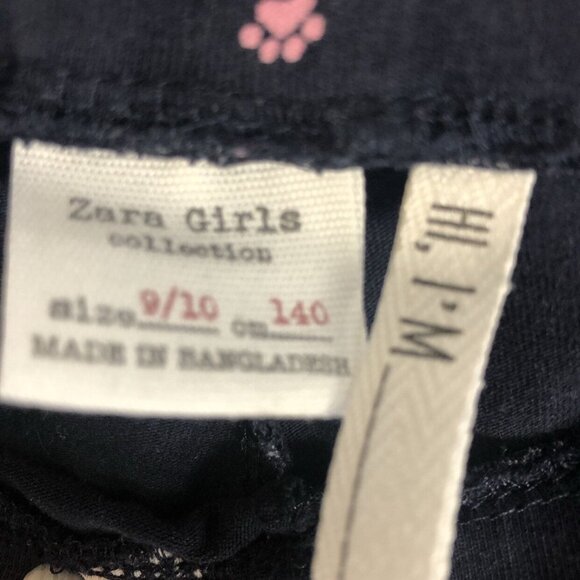 Zara Girls
collection
size 9/10 cm 140
MADE IN BANGLADESH
HI, I'M